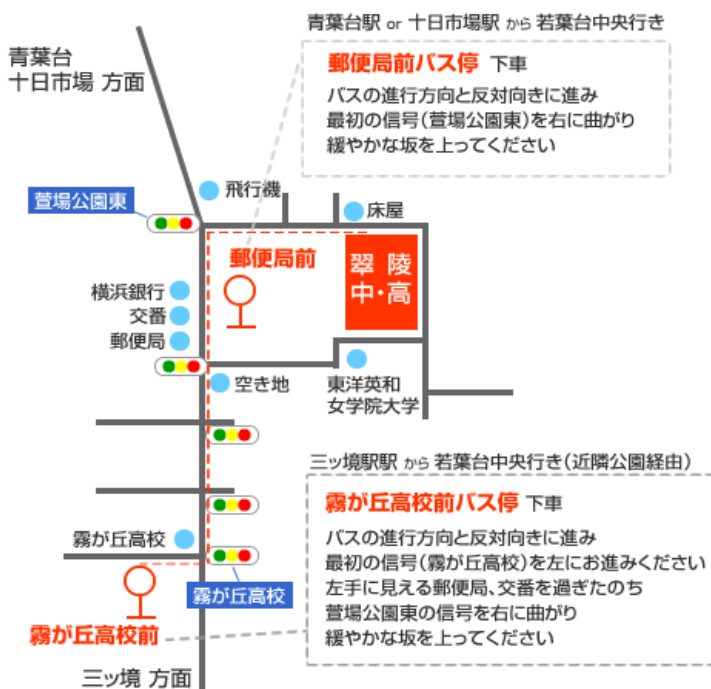 青葉台駅 or 十日市場駅 から 若葉台中央行き
郵便局前バス停 下車
バスの進行方向と反対向きに進み
最初の信号(萱場公園東)を右に曲がり
緩やかな坂を上ってください
青葉台
十日市場 方面
飛行機
萱場公園東
床屋
郵便局前
翠陵
中・高
横浜銀行
交番
郵便局
空き地
東洋英和
女学院大学
三ッ境駅駅 から 若葉台中央行き(近隣公園経由)
霧が丘高校前バス停 下車
バスの進行方向と反対向きに進み
最初の信号(霧が丘高校)を左にお進みください
左手に見える郵便局、交番を過ぎたのち
萱場公園東の信号を右に曲がり
緩やかな坂を上ってください
霧が丘高校
霧が丘高校
霧が丘高校前
三ッ境 方面